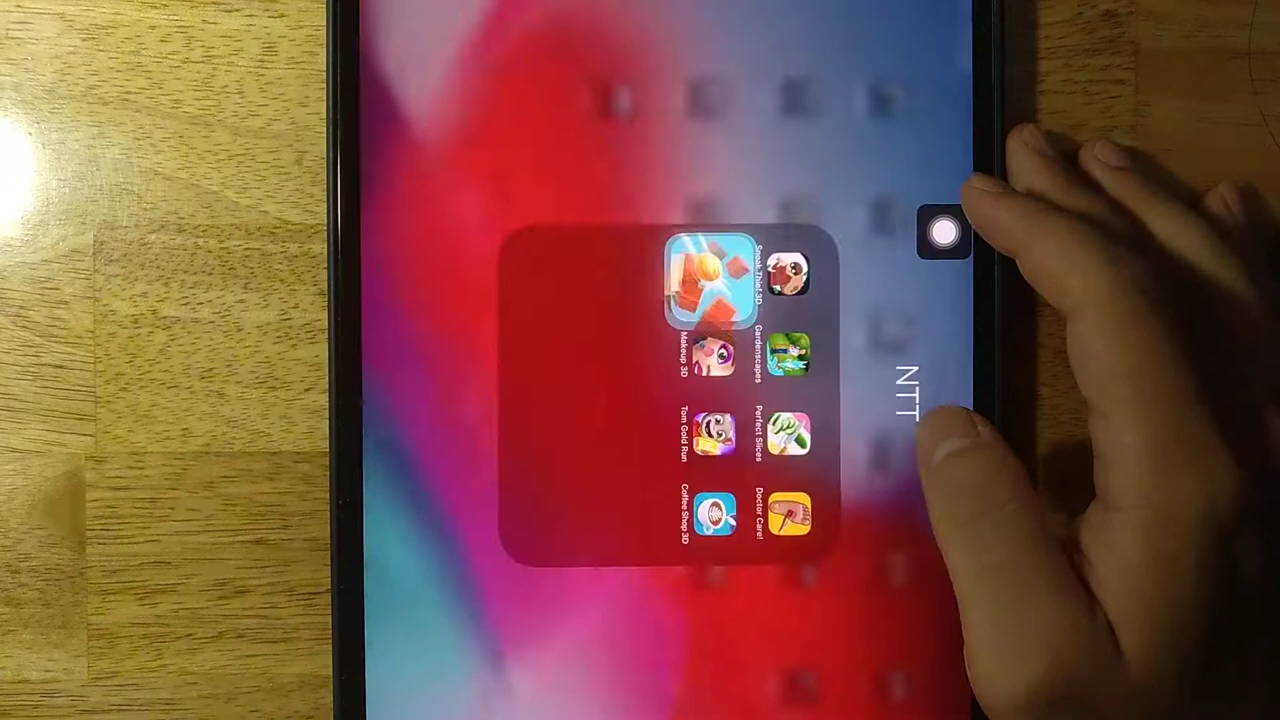 NTT
Sneak Thief 3D
Gardenscapes
Perfect Slices
Doctor Care!
Makeup 3D
Tom Gold Run
Coffee Shop 3D